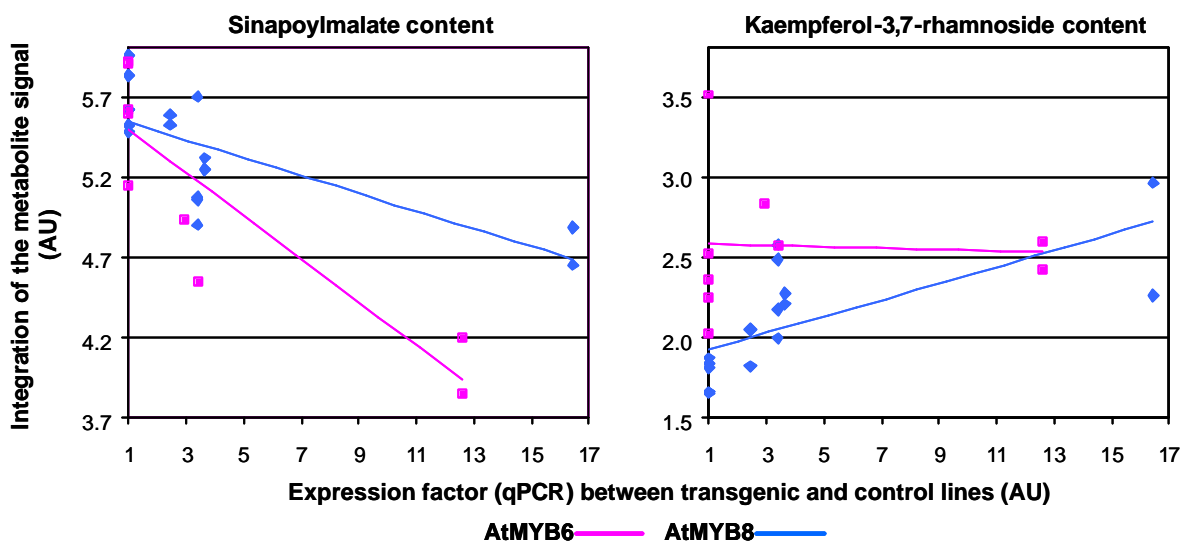 Sinapoylmalate content
Kaempferol-3,7-rhamnoside content
Integration of the metabolite signal
(AU)
5.7
5.2
4.7
4.2
3.7
1 3 5 7 9 11 13 15 17
3.5
3.0
2.5
2.0
1.5
1 3 5 7 9 11 13 15 17
Expression factor (qPCR) between transgenic and control lines (AU)
AtMYB6 AtMYB8